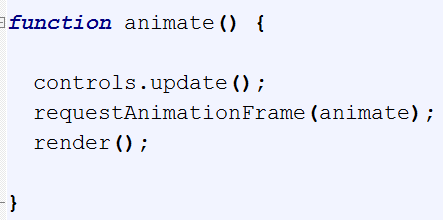 function animate() {
controls.update();
requestAnimationFrame(animate);
render();
}